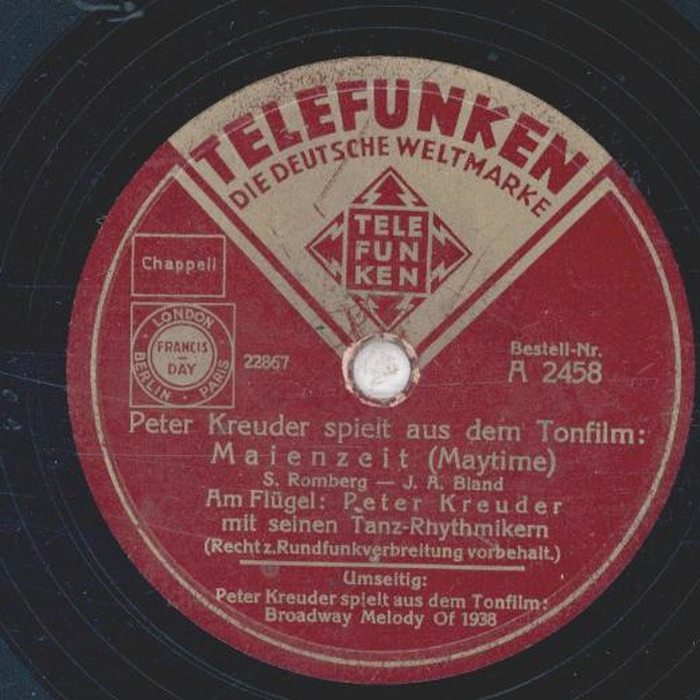 TELEFUNKEN
DIE DEUTSCHE WELTMARKE
TELE
FUN
KEN
Chappell
LONDON
FRANCIS
–
DAY
BERLIN · PARIS
22867
Bestell-Nr.
A 2458
Peter Kreuder spielt aus dem Tonfilm:
Maienzeit (Maytime)
S. Romberg — J. A. Bland
Am Flügel: Peter Kreuder
mit seinen Tanz-Rhythmikern
(Recht z. Rundfunkverbreitung vorbehalt.)
Umseitig:
Peter Kreuder spielt aus dem Tonfilm:
Broadway Melody Of 1938